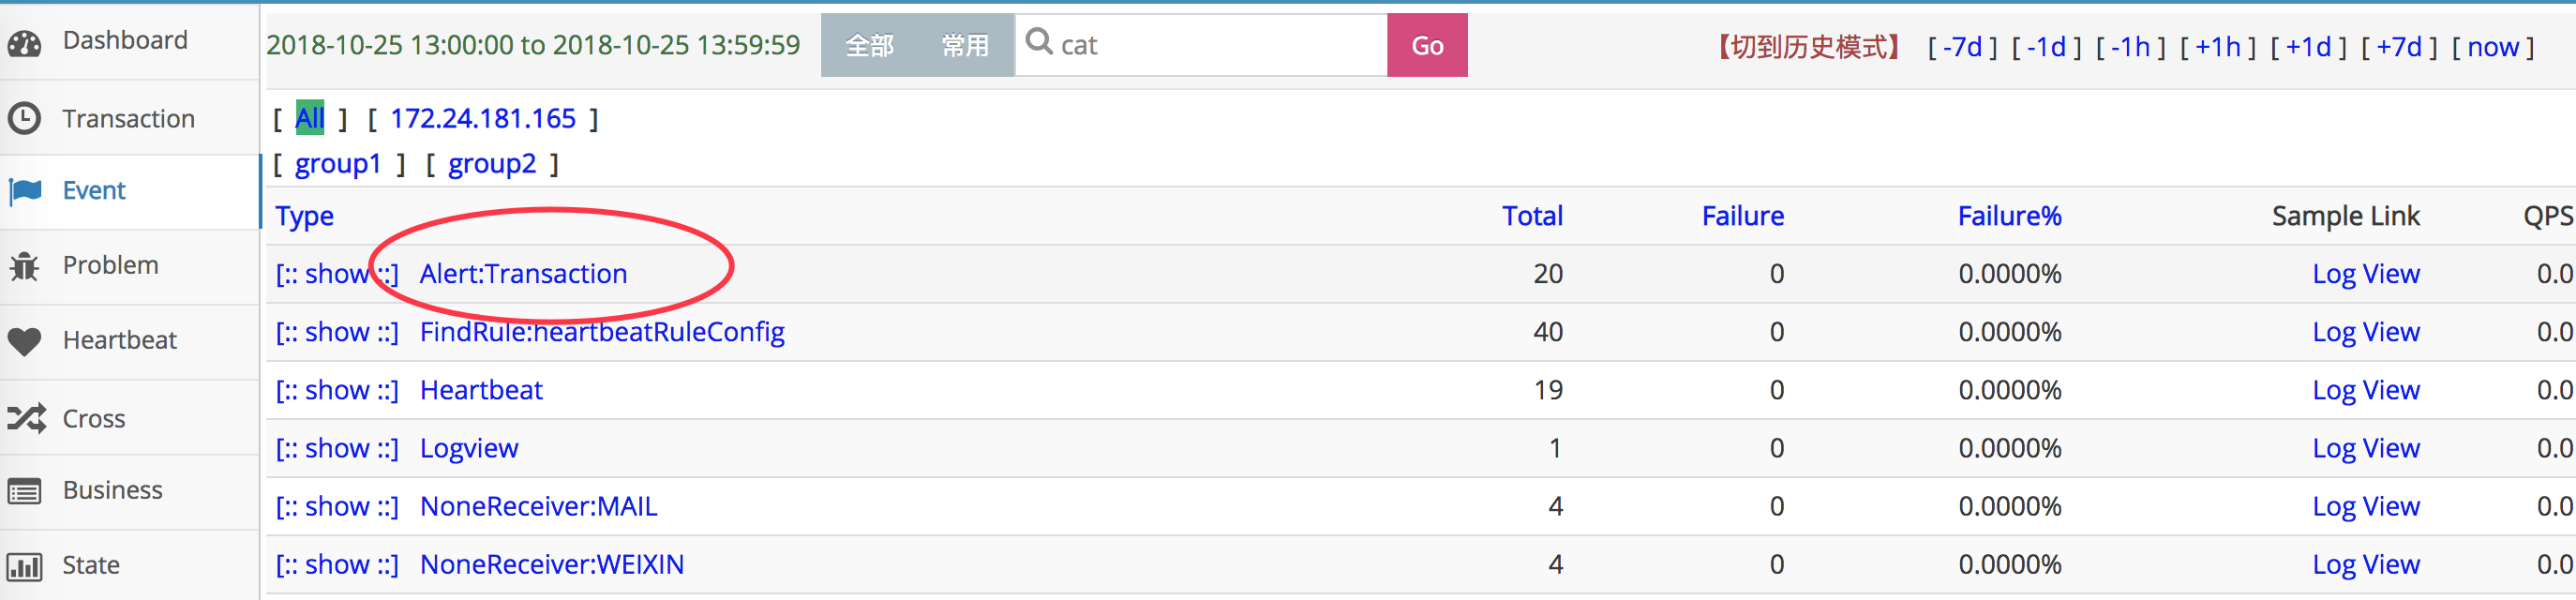 Dashboard
Transaction
Event
Problem
Heartbeat
Cross
Business
State
2018-10-25 13:00:00 to 2018-10-25 13:59:59 全部 常用 cat Go 【切到历史模式】 [ -7d ] [ -1d ] [ -1h ] [ +1h ] [ +1d ] [ +7d ] [ now ]
[ All ] [ 172.24.181.165 ]
[ group1 ] [ group2 ]
Type Total Failure Failure% Sample Link QPS
[:: show ::] Alert:Transaction 20 0 0.0000% Log View 0.0
[:: show ::] FindRule:heartbeatRuleConfig 40 0 0.0000% Log View 0.0
[:: show ::] Heartbeat 19 0 0.0000% Log View 0.0
[:: show ::] Logview 1 0 0.0000% Log View 0.0
[:: show ::] NoneReceiver:MAIL 4 0 0.0000% Log View 0.0
[:: show ::] NoneReceiver:WEIXIN 4 0 0.0000% Log View 0.0